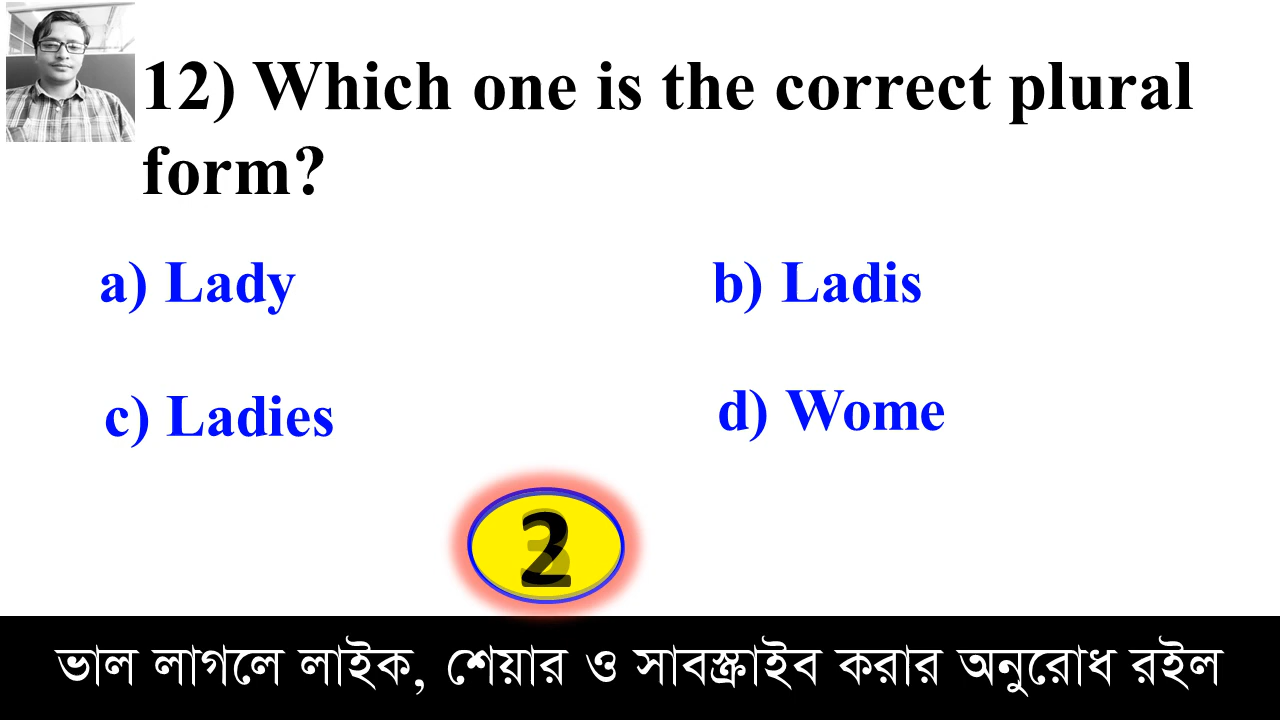 12) Which one is the correct plural
form?
a) Lady
b) Ladis
c) Ladies
d) Wome
2
ভাল লাগলে লাইক, শেয়ার ও সাবস্ক্রাইব করার অনুরোধ রইল